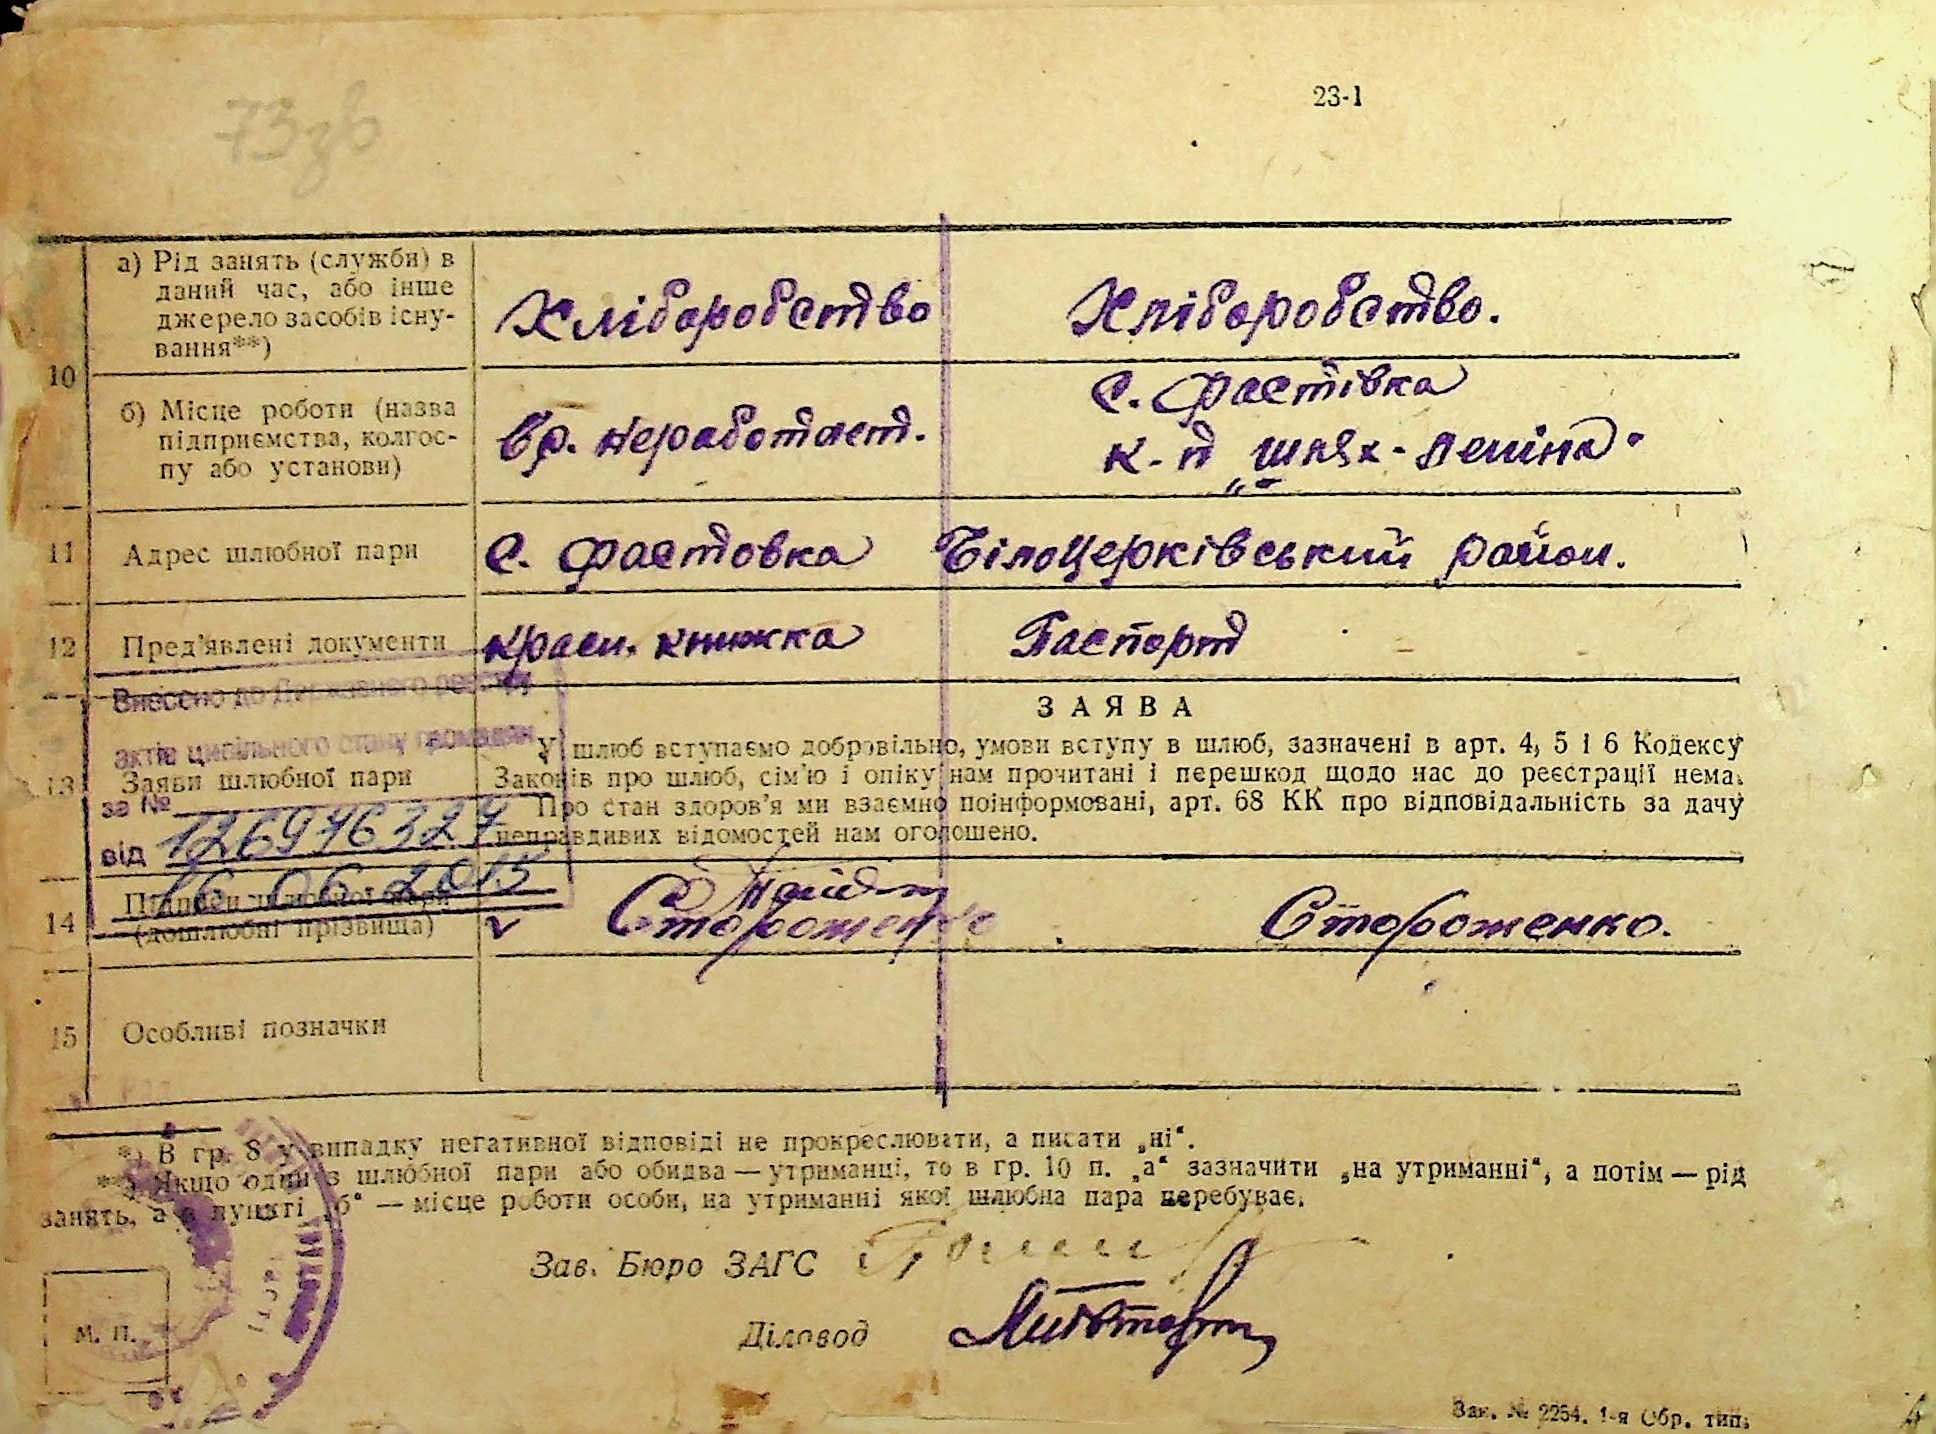 73зв
23-1
10
а) Рід занять (служби) в
даний час, або інше
джерело засобів існу-
вання**)
Хліборобство
Хліборобство.
б) Місце роботи (назва
підприємства, колгос-
пу або установи)
Вр. неработает.
С. Фастівка
к-п „шлях-Леніна"
11
Адрес шлюбної пари
С. Фастовка Білоцерківський район.
12
Пред'явлені документи
Красн. книжка
Паспорт
Внесено до Державного реєстру
актів цивільного стану громадян
за № 126976327
від 16 06 2015
13
Заяви шлюбної пари
ЗАЯВА
У шлюб вступаємо добровільно, умови вступу в шлюб, зазначені в арт. 4, 5 і 6 Кодексу
Законів про шлюб, сім'ю і опіку нам прочитані і перешкод щодо нас до реєстрації нема.
Про стан здоров'я ми взаємно поінформовані, арт. 68 КК про відповідальність за дачу
неправдивих відомостей нам оголошено.
14
Підписи шлюбної пари
(дошлюбні прізвища)
Стороженко
Стороженко.
15
Особливі позначки
*) В гр. 8 у випадку негативної відповіді не прокреслювати, а писати „ні“.
**) Якщо один з шлюбної пари або обидва — утриманці, то в гр. 10 п. „а“ зазначити „на утриманні“, а потім — рід
занять, а в пункті „б“ — місце роботи особи, на утриманні якої шлюбна пара перебуває.
Зав. Бюро ЗАГС
Діловод
М. П.
Зак. № 2254. 1-я Обр. тип.